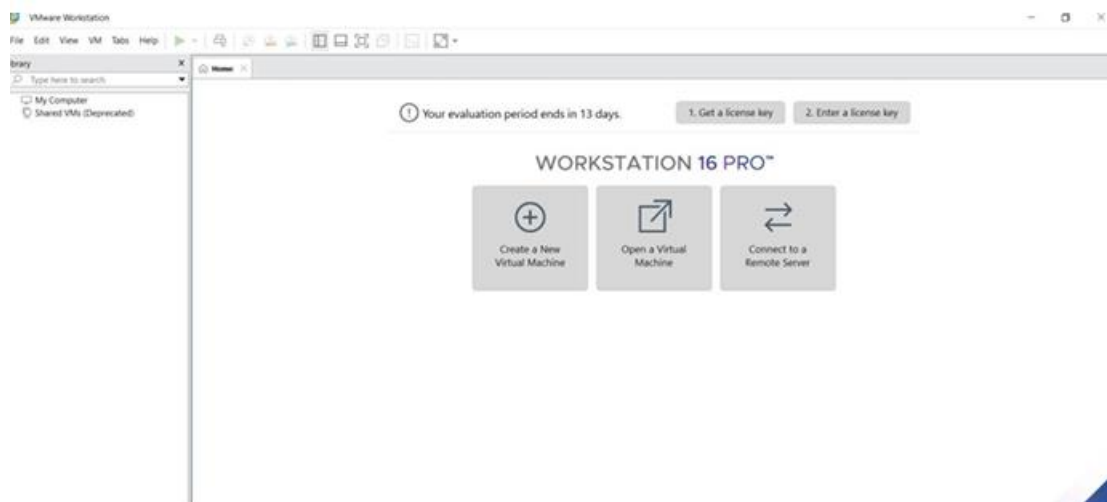 VMware Workstation
File Edit View VM Tabs Help
brary
Type here to search
Home
My Computer
Shared VMs (Deprecated)
Your evaluation period ends in 13 days.
1. Get a license key
2. Enter a license key
WORKSTATION 16 PRO™
Create a New
Virtual Machine
Open a Virtual
Machine
Connect to a
Remote Server